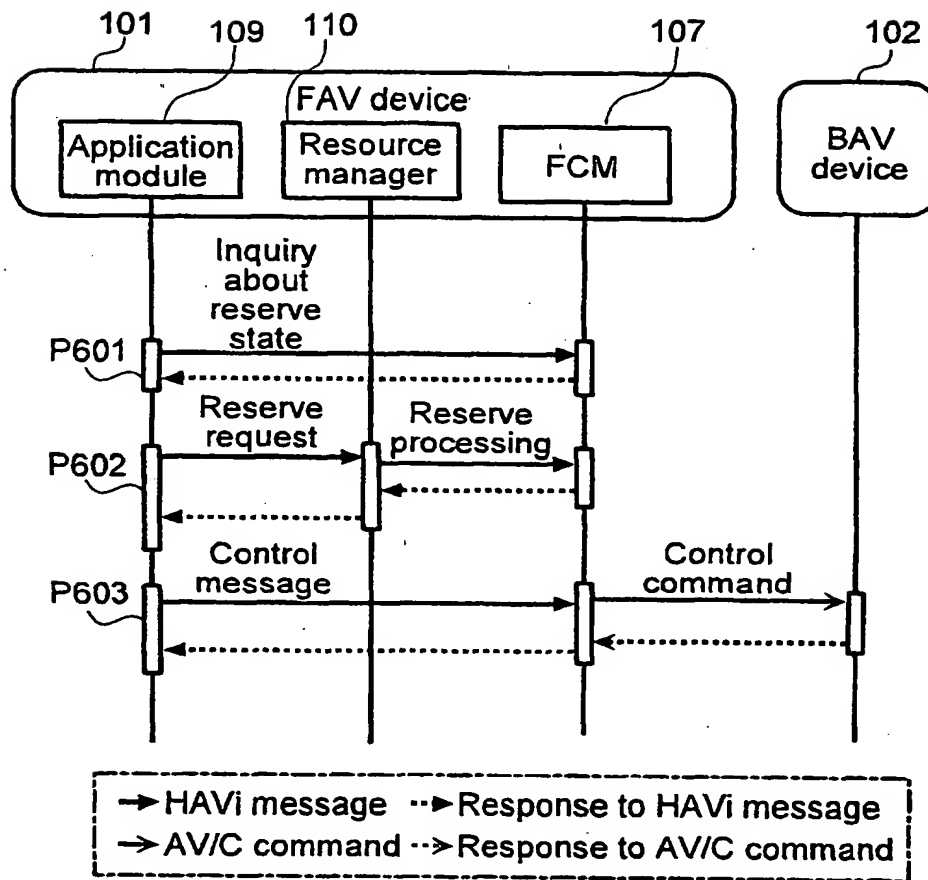 101
109
110
107
102
FAV device
Application
module
Resource
manager
FCM
BAV
device
Inquiry
about
reserve
state
P601
Reserve
request
Reserve
processing
P602
Control
message
Control
command
P603
HAVi message
Response to HAVi message
AV/C command
Response to AV/C command